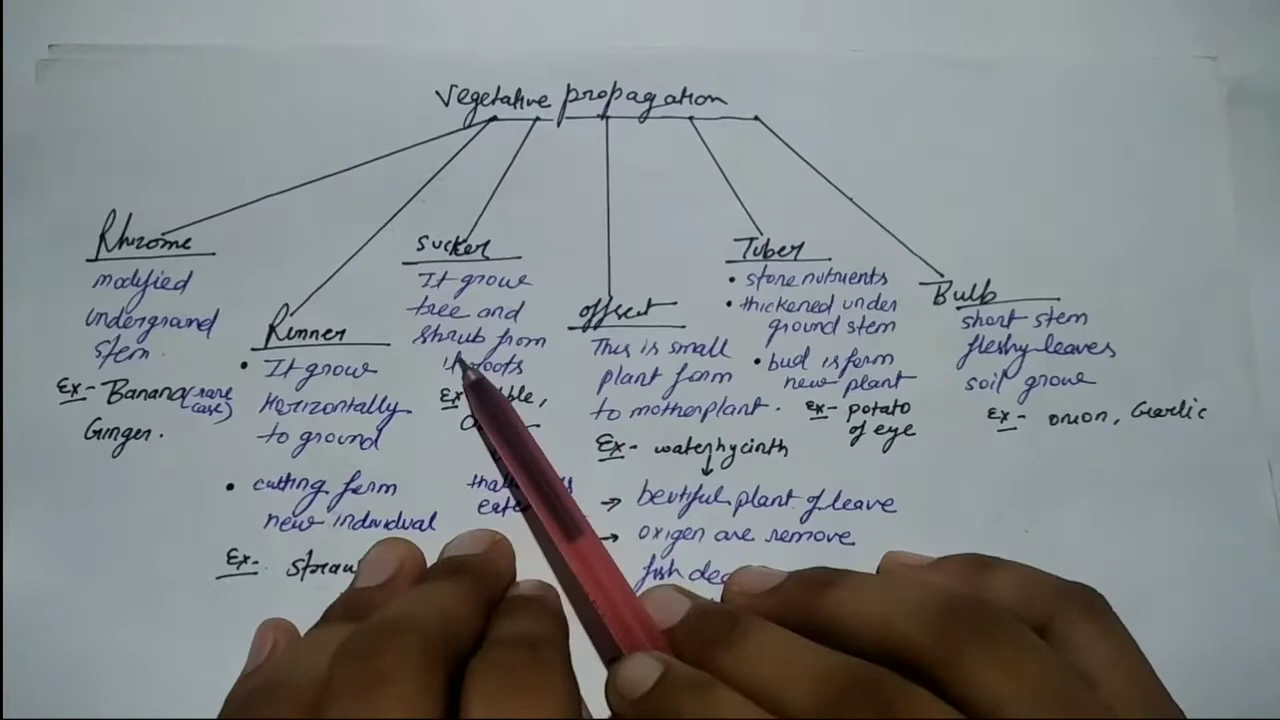 Vegetative propagation
Rhizome
modified
underground
stem.
Ex- Banana (rare case)
Ginger.
Runner
• It grow
Horizontally
to ground
• cutting form
new individual
Ex-
Sucker
It grow
tree and
shrub from
roots
Ex
offset
This is small
plant form
to motherplant.
Ex- waterhycinth
→ beutiful plant of leave
→ oxigen are remove
fish
Tuber
• store nutrients
• thickened under
ground stem
• bud is form
new plant
Ex- potato
of eye
Bulb
short stem
fleshy leaves
soil grow
Ex- onion, Garlic